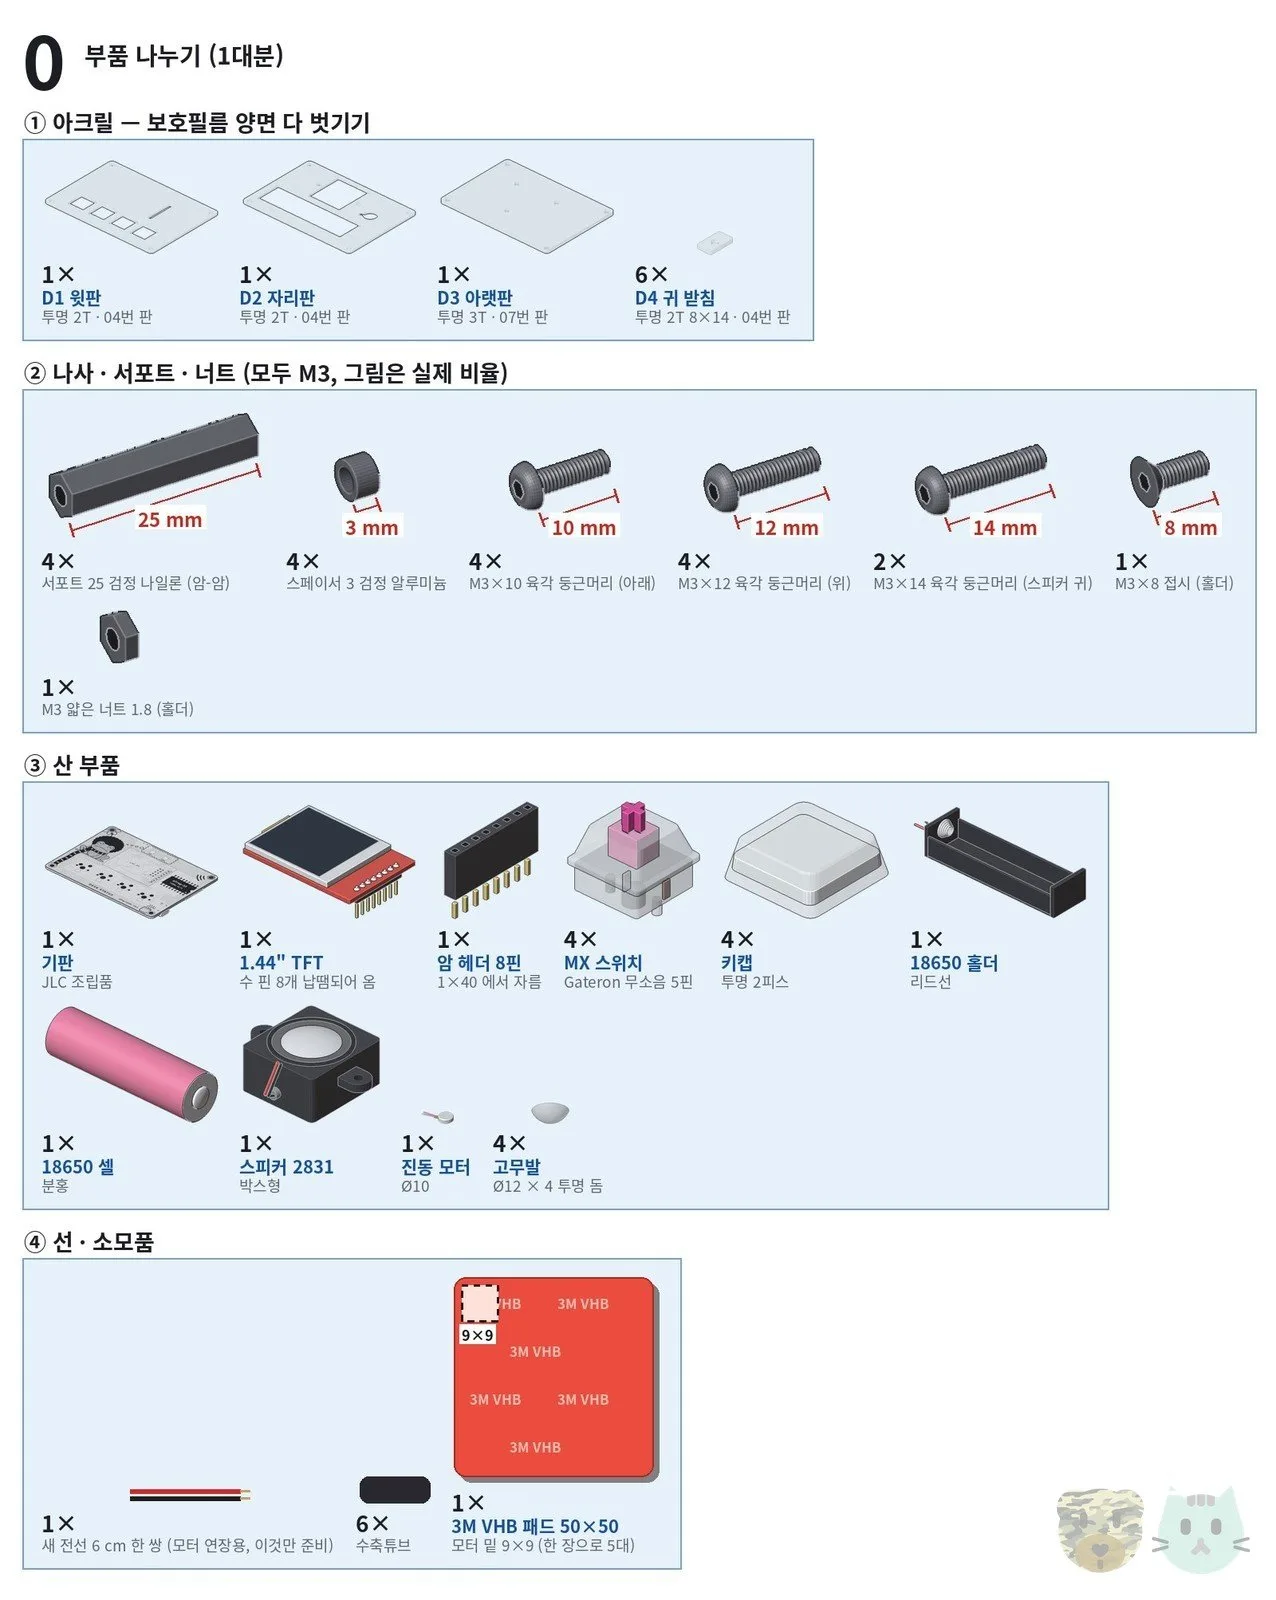 0 부품 나누기 (1대분)
① 아크릴 — 보호필름 양면 다 벗기기
1×
D1 윗판
투명 2T · 04번 판
1×
D2 자리판
투명 2T · 04번 판
1×
D3 아랫판
투명 3T · 07번 판
6×
D4 귀 받침
투명 2T 8×14 · 04번 판
② 나사 · 서포트 · 너트 (모두 M3, 그림은 실제 비율)
25 mm
4×
서포트 25 검정 나일론 (암-암)
3 mm
4×
스페이서 3 검정 알루미늄
10 mm
4×
M3×10 육각 둥근머리 (아래)
12 mm
4×
M3×12 육각 둥근머리 (위)
14 mm
2×
M3×14 육각 둥근머리 (스피커 귀)
8 mm
1×
M3×8 접시 (홀더)
1×
M3 얇은 너트 1.8 (홀더)
③ 산 부품
1×
기판
JLC 조립품
1×
1.44" TFT
수 핀 8개 납땜되어 옴
1×
암 헤더 8핀
1×40 에서 자름
4×
MX 스위치
Gateron 무소음 5핀
4×
키캡
투명 2피스
1×
18650 홀더
리드선
1×
18650 셀
분홍
1×
스피커 2831
박스형
1×
진동 모터
Ø10
4×
고무발
Ø12 × 4 투명 돔
④ 선 · 소모품
1×
새 전선 6 cm 한 쌍 (모터 연장용, 이것만 준비)
6×
수축튜브
VHB 3M VHB
9×9
3M VHB
3M VHB 3M VHB
3M VHB
1×
3M VHB 패드 50×50
모터 밑 9×9 (한 장으로 5대)